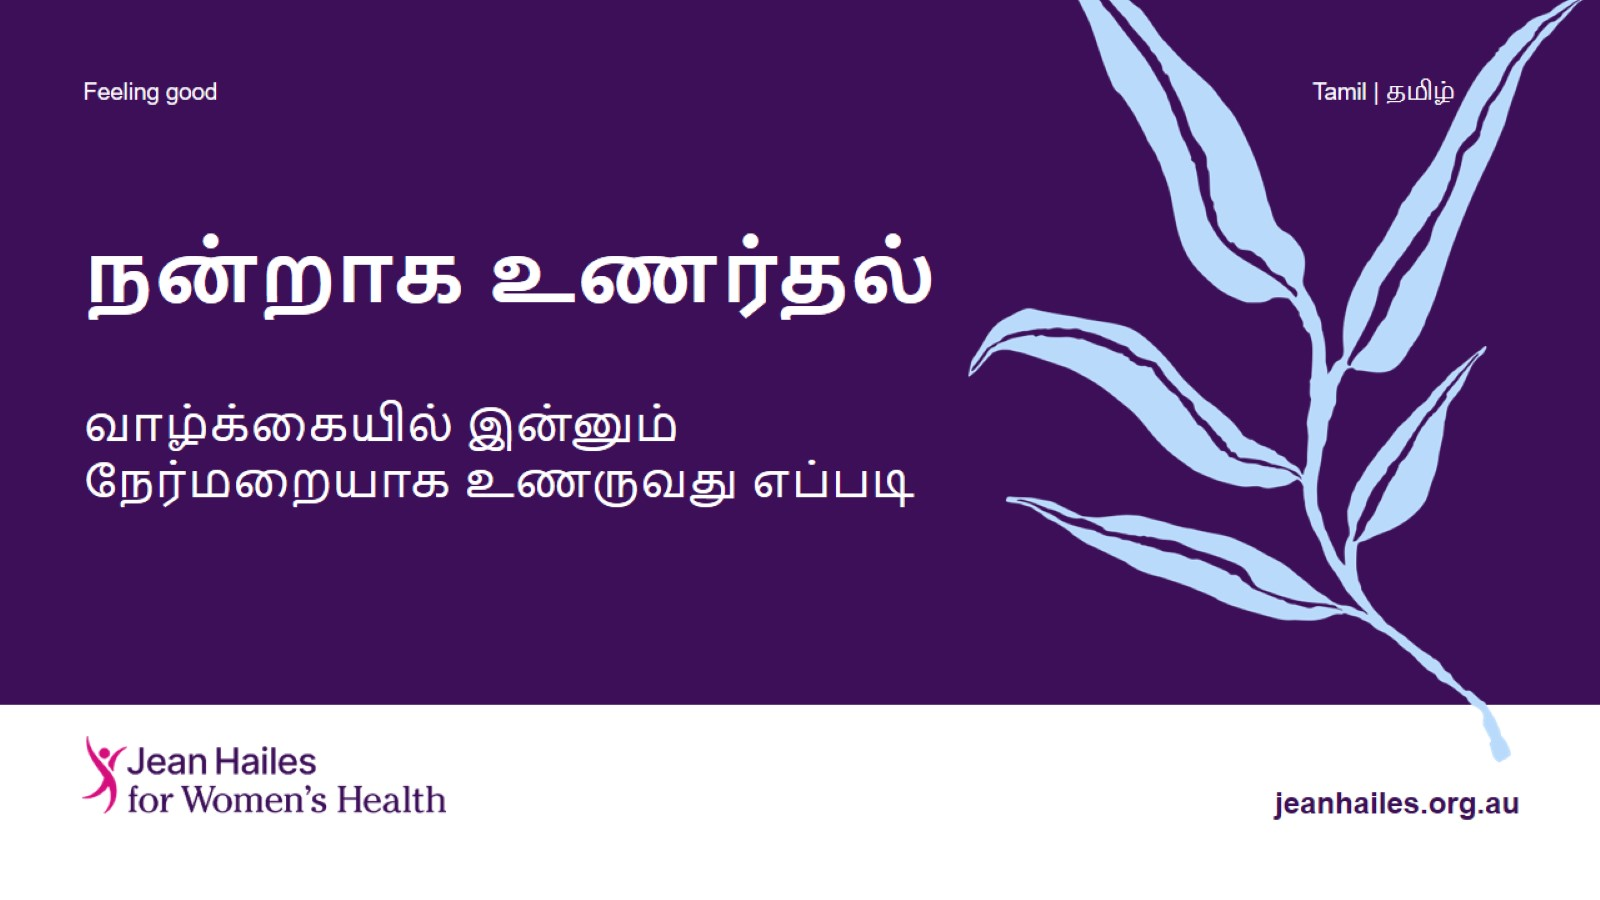 Feeling good
Tamil | தமிழ்
நன்றாக உணர்தல்
வாழ்க்கையில் இன்னும்
நேர்மறையாக உணருவது எப்படி
Jean Hailes
for Women's Health
jeanhailes.org.au